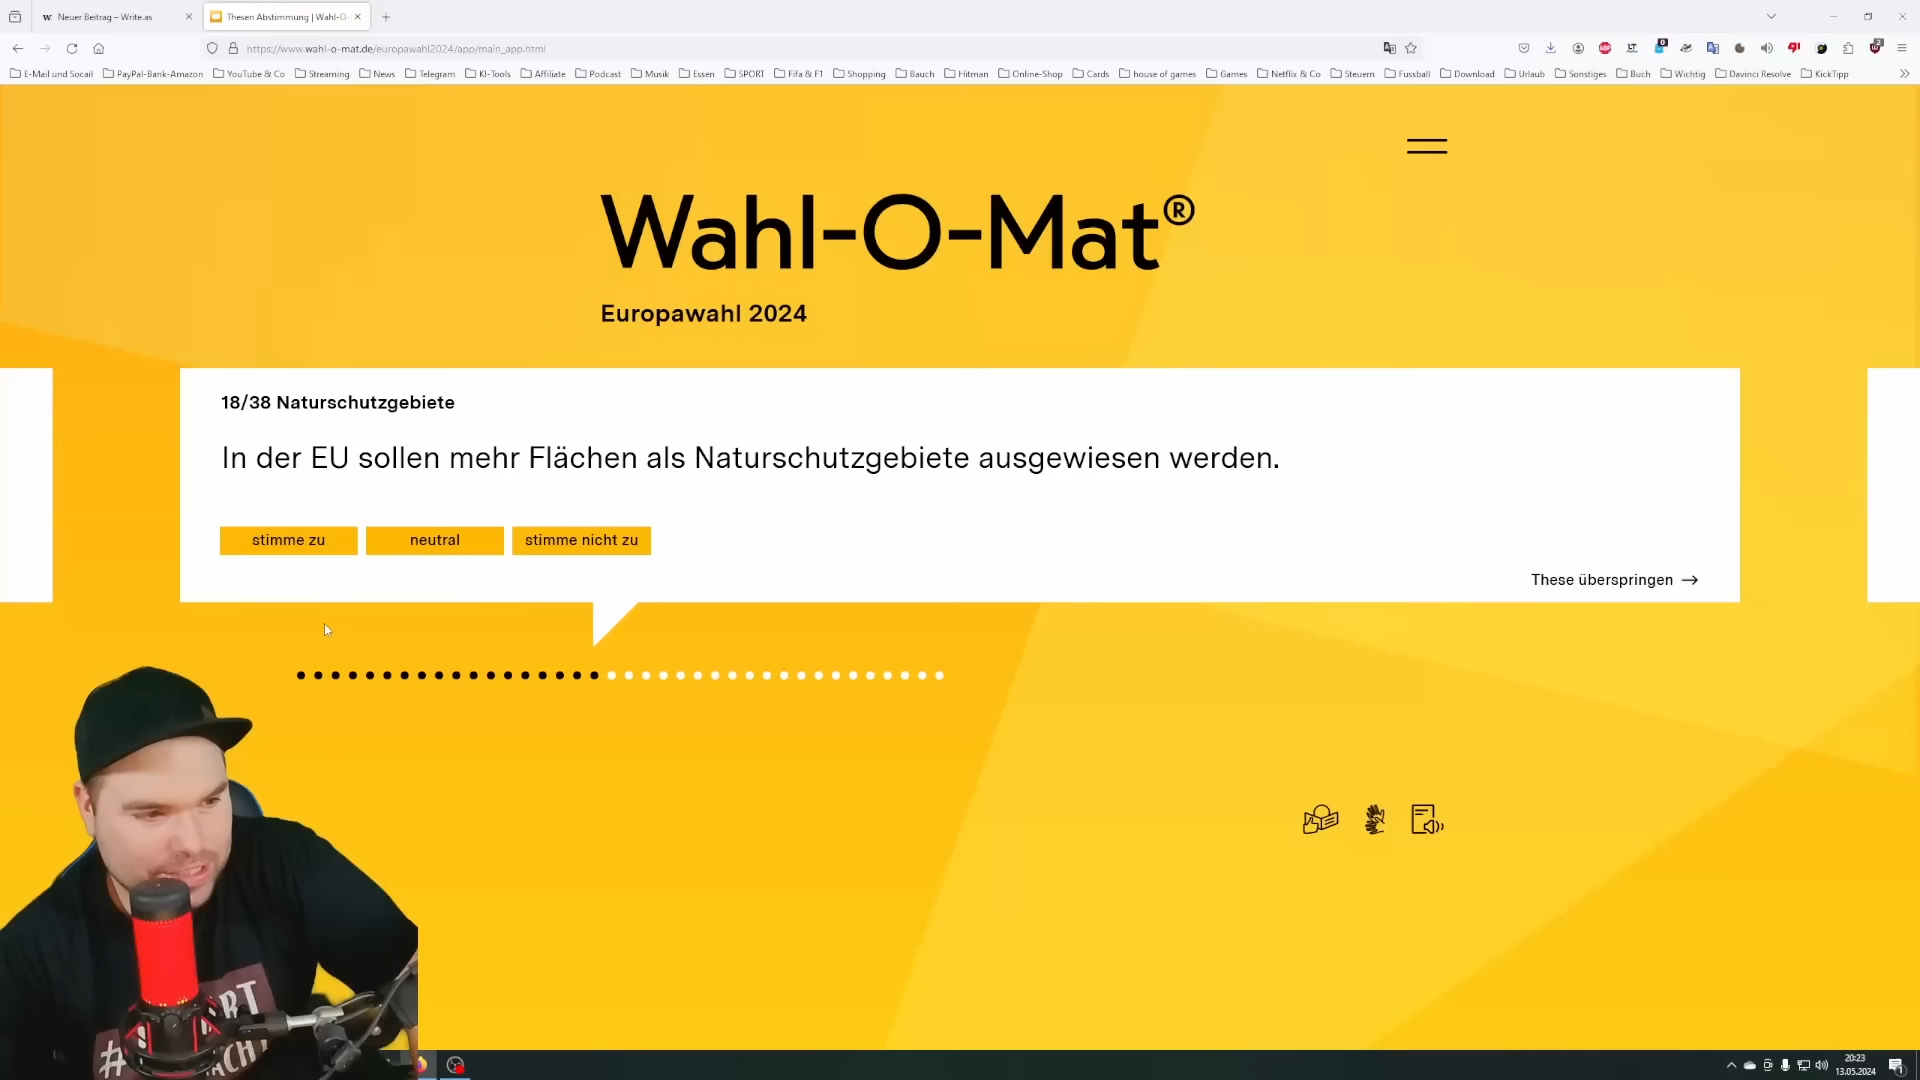 Neuer Beitrag – Write.as
Thesen Abstimmung | Wahl-O-
https://www.wahl-o-mat.de/europawahl2024/app/main_app.html
E-Mail und Socail PayPal-Bank-Amazon YouTube & Co Streaming News Telegram KI-Tools Affiliate Podcast Musik Essen SPORT Fifa & F1 Shopping Bauch Hitman Online-Shop Cards house of games Games Netflix & Co Steuern Fussball Download Urlaub Sonstiges Buch Wichtig Davinci Resolve KickTipp
Wahl-O-Mat®
Europawahl 2024
18/38 Naturschutzgebiete
In der EU sollen mehr Flächen als Naturschutzgebiete ausgewiesen werden.
stimme zu neutral stimme nicht zu
These überspringen →
20:23
13.05.2024